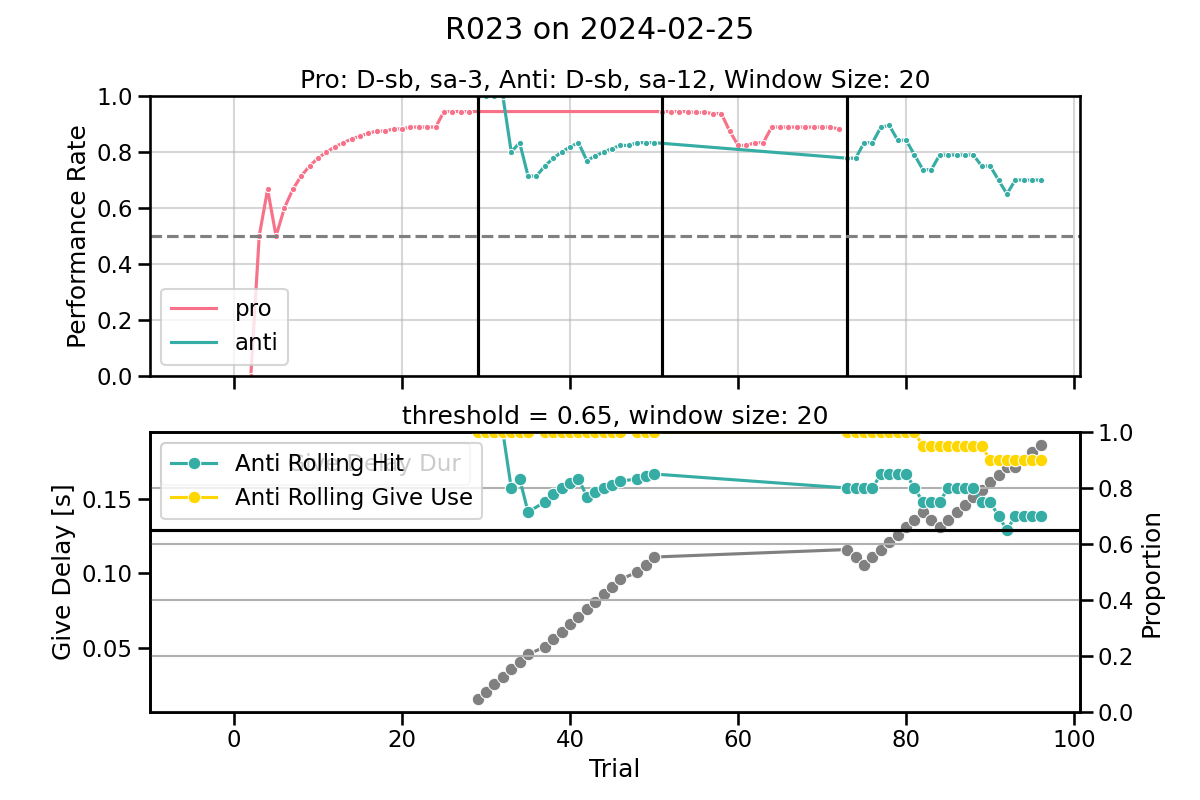 R023 on 2024-02-25
Pro: D-sb, sa-3, Anti: D-sb, sa-12, Window Size: 20
Performance Rate
1.0
0.8
0.6
0.4
0.2
0.0
pro
anti
threshold = 0.65, window size: 20
Give Delay [s]
0.15
0.10
0.05
Give Delay Dur
Anti Rolling Hit
Anti Rolling Give Use
1.0
0.8
0.6
0.4
0.2
0.0
Proportion
0 20 40 60 80 100
Trial